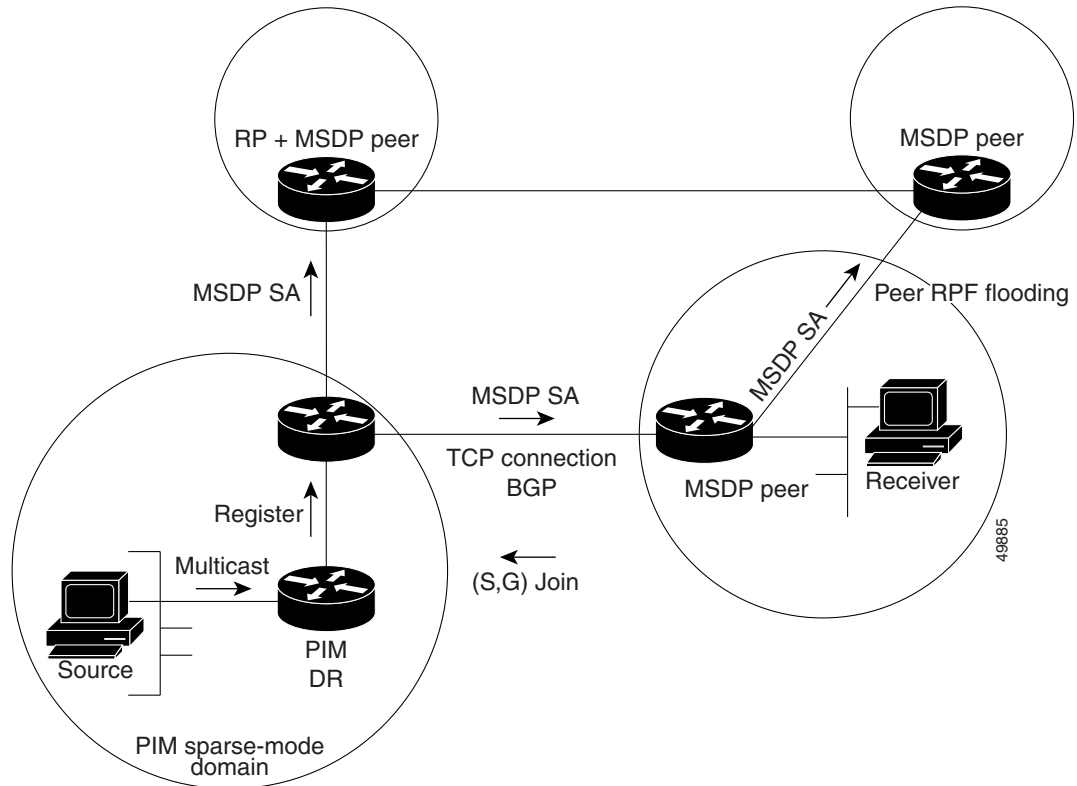 RP + MSDP peer
MSDP peer
MSDP SA
MSDP SA
Peer RPF flooding
MSDP SA
TCP connection
BGP
MSDP peer
Receiver
Register
Multicast
(S,G) Join
49885
Source
PIM
DR
PIM sparse-mode
domain